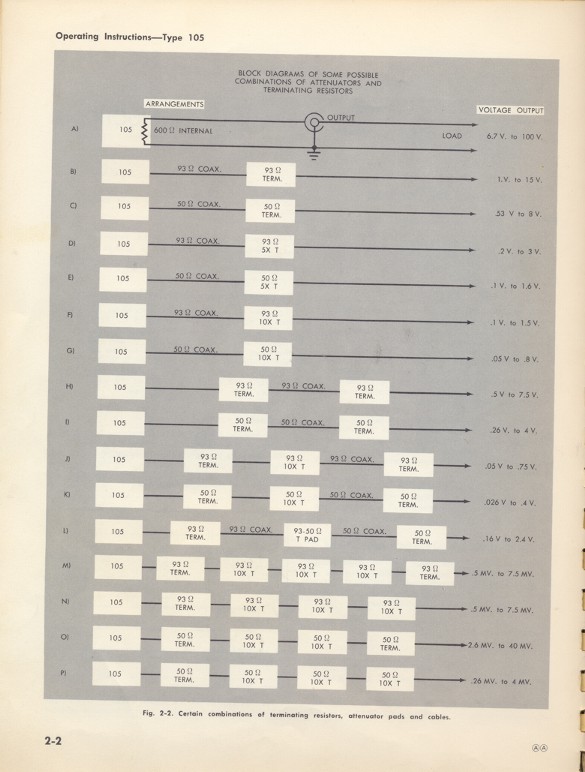 Operating Instructions—Type 105
BLOCK DIAGRAMS OF SOME POSSIBLE
COMBINATIONS OF ATTENUATORS AND
TERMINATING RESISTORS
ARRANGEMENTS
VOLTAGE OUTPUT
A) 105 600 Ω INTERNAL OUTPUT LOAD 6.7 V. to 100 V.
B) 105 93 Ω COAX. 93 Ω TERM. 1.V. to 15 V.
C) 105 50 Ω COAX. 50 Ω TERM. .53 V to 8 V.
D) 105 93 Ω COAX. 93 Ω 5X T .2 V. to 3 V.
E) 105 50 Ω COAX. 50 Ω 5X T .1 V. to 1.6 V.
F) 105 93 Ω COAX. 93 Ω 10X T .1 V. to 1.5 V.
G) 105 50 Ω COAX. 50 Ω 10X T .05 V to .8 V.
H) 105 93 Ω TERM. 93 Ω COAX. 93 Ω TERM. .5 V to 7.5 V.
I) 105 50 Ω TERM. 50 Ω COAX. 50 Ω TERM. .26 V. to 4 V.
J) 105 93 Ω TERM. 93 Ω 10X T 93 Ω COAX. 93 Ω TERM. .05 V to .75 V.
K) 105 50 Ω TERM. 50 Ω 10X T 50 Ω COAX. 50 Ω TERM. .026 V to .4 V.
L) 105 93 Ω TERM. 93 Ω COAX. 93-50 Ω T PAD 50 Ω COAX. 50 Ω TERM. .16 V to 2.4 V.
M) 105 93 Ω TERM. 93 Ω 10X T 93 Ω 10X T 93 Ω 10X T 93 Ω TERM. .5 MV. to 7.5 MV.
N) 105 93 Ω TERM. 93 Ω 10X T 93 Ω 10X T 93 Ω 10X T .5 MV. to 7.5 MV.
O) 105 50 Ω TERM. 50 Ω 10X T 50 Ω 10X T 50 Ω TERM. 2.6 MV. to 40 MV.
P) 105 50 Ω TERM. 50 Ω 10X T 50 Ω 10X T 50 Ω 10X T .26 MV. to 4 MV.
Fig. 2-2. Certain combinations of terminating resistors, attenuator pads and cables.
2-2
AA